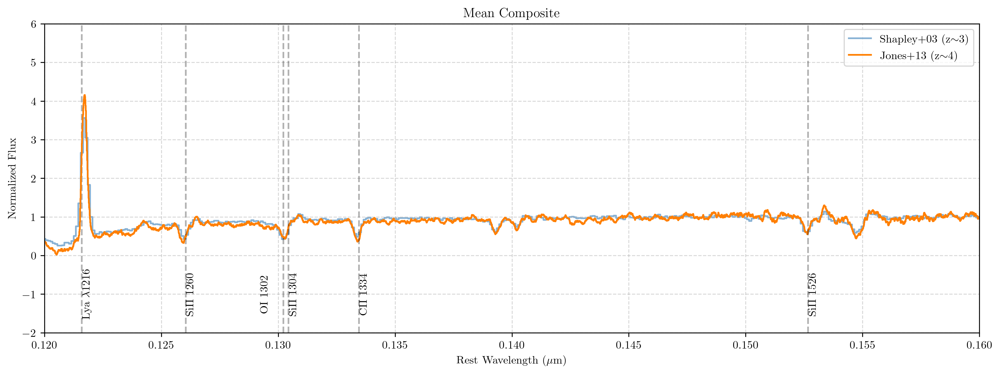 Mean Composite
Shapley+03 (z∼3)
Jones+13 (z∼4)
Normalized Flux
6
5
4
3
2
1
0
−1
−2
Lya λ1216
SiII 1260
OI 1302
SiII 1304
CII 1334
SiII 1526
0.120
0.125
0.130
0.135
0.140
0.145
0.150
0.155
0.160
Rest Wavelength (μm)